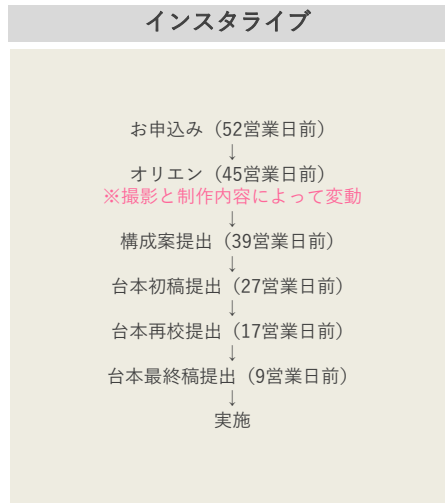 インスタライブ
お申込み（52営業日前）
↓
オリエン（45営業日前）
※撮影と制作内容によって変動
↓
構成案提出（39営業日前）
↓
台本初稿提出（27営業日前）
↓
台本再校提出（17営業日前）
↓
台本最終稿提出（9営業日前）
↓
実施